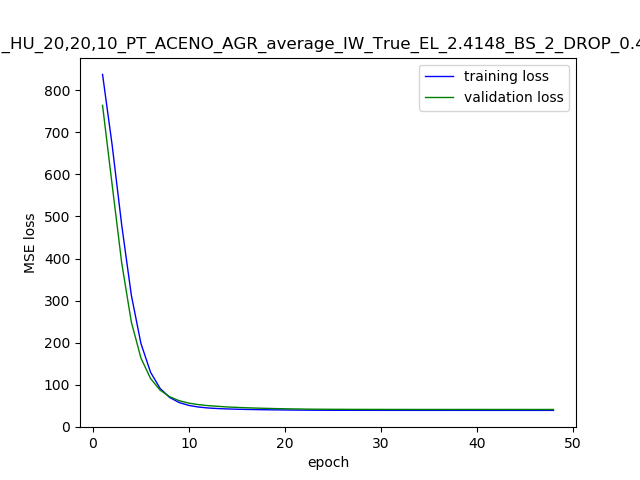 _HU_20,20,10_PT_ACENO_AGR_average_IW_True_EL_2.4148_BS_2_DROP_0.4
training loss
validation loss
800
700
600
500
400
300
200
100
0
MSE loss
0 10 20 30 40 50
epoch